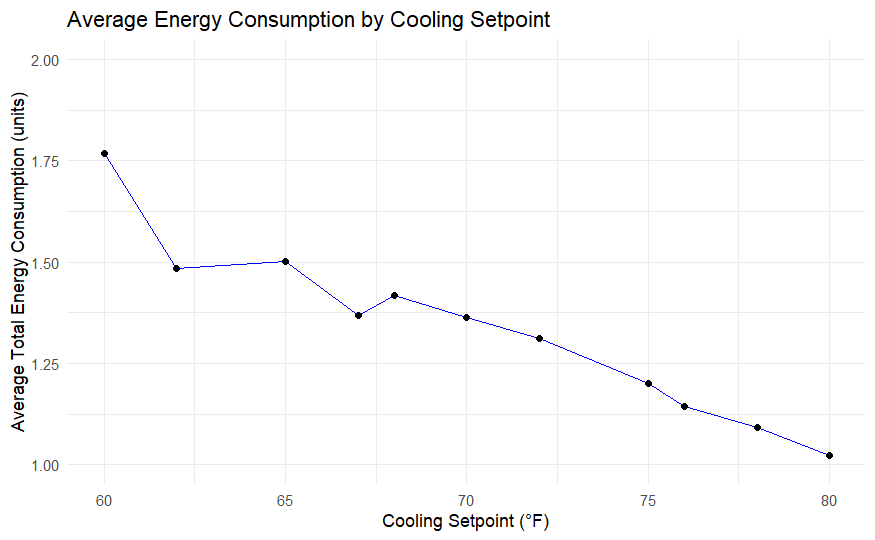 Average Energy Consumption by Cooling Setpoint
2.00
1.75
1.50
1.25
1.00
Average Total Energy Consumption (units)
60 65 70 75 80
Cooling Setpoint (°F)